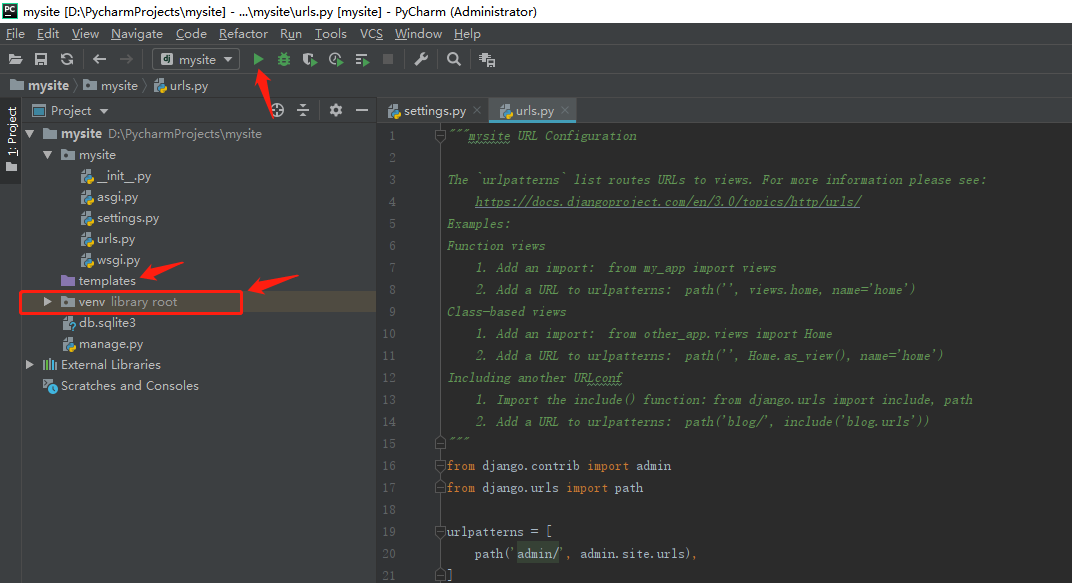 mysite [D:\PycharmProjects\mysite] - ...\mysite\urls.py [mysite] - PyCharm (Administrator)
File Edit View Navigate Code Refactor Run Tools VCS Window Help
dj mysite
mysite mysite urls.py
1: Project
Project
mysite D:\PycharmProjects\mysite
mysite
__init__.py
asgi.py
settings.py
urls.py
wsgi.py
templates
venv library root
db.sqlite3
manage.py
External Libraries
Scratches and Consoles
settings.py urls.py
1 """mysite URL Configuration
2
3 The `urlpatterns` list routes URLs to views. For more information please see:
4 https://docs.djangoproject.com/en/3.0/topics/http/urls/
5 Examples:
6 Function views
7 1. Add an import:  from my_app import views
8 2. Add a URL to urlpatterns:  path('', views.home, name='home')
9 Class-based views
10 1. Add an import:  from other_app.views import Home
11 2. Add a URL to urlpatterns:  path('', Home.as_view(), name='home')
12 Including another URLconf
13 1. Import the include() function: from django.urls import include, path
14 2. Add a URL to urlpatterns:  path('blog/', include('blog.urls'))
15 """
16 from django.contrib import admin
17 from django.urls import path
18
19 urlpatterns = [
20 path('admin/', admin.site.urls),
21 ]